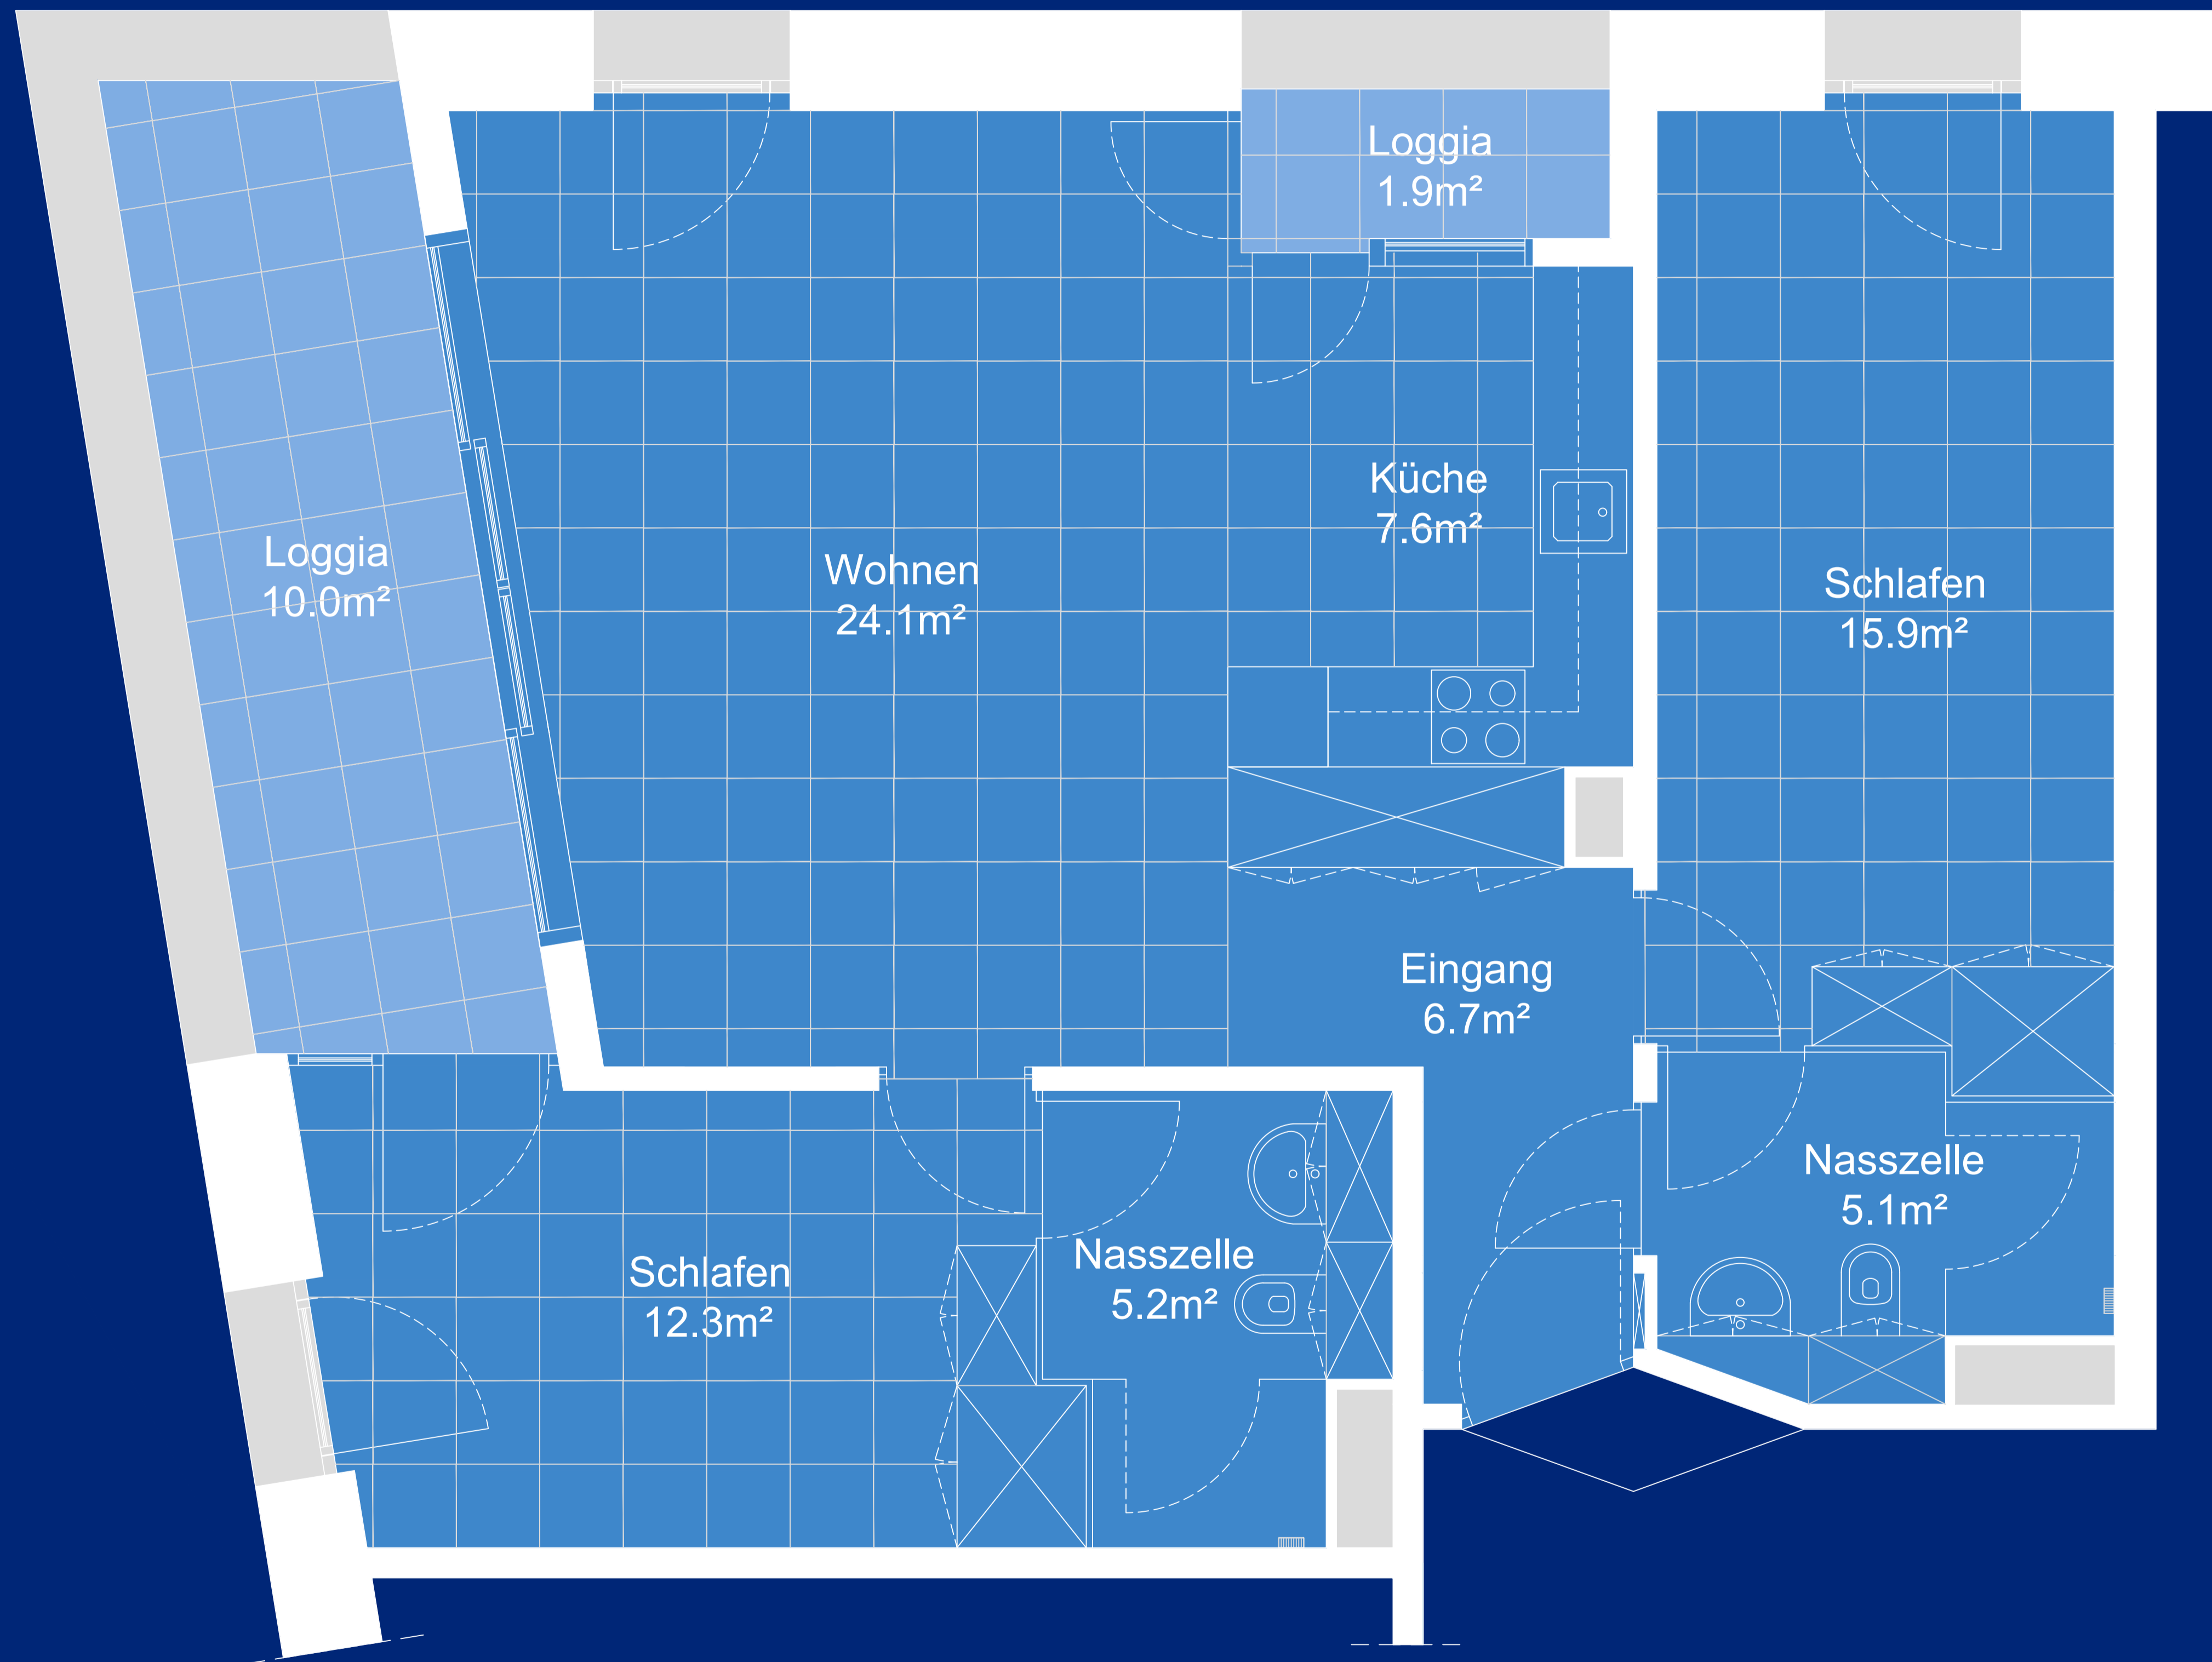 Loggia
1.9m²
Küche
7.6m²
Loggia
10.0m²
Wohnen
24.1m²
Schlafen
15.9m²
Eingang
6.7m²
Nasszelle
5.1m²
Schlafen
12.3m²
Nasszelle
5.2m²